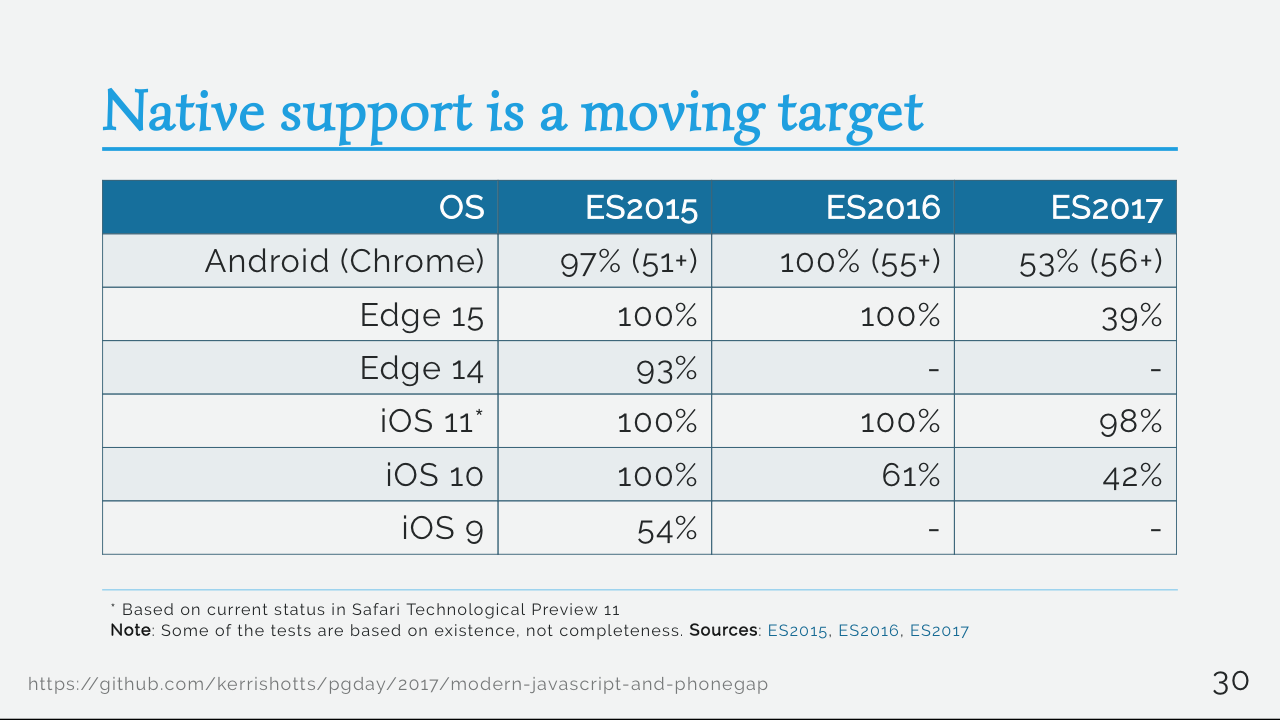 Native support is a moving target
OS ES2015 ES2016 ES2017
Android (Chrome) 97% (51+) 100% (55+) 53% (56+)
Edge 15 100% 100% 39%
Edge 14 93% - -
iOS 11* 100% 100% 98%
iOS 10 100% 61% 42%
iOS 9 54% - -
* Based on current status in Safari Technological Preview 11
Note: Some of the tests are based on existence, not completeness. Sources: ES2015, ES2016, ES2017
https://github.com/kerrishotts/pgday/2017/modern-javascript-and-phonegap
30